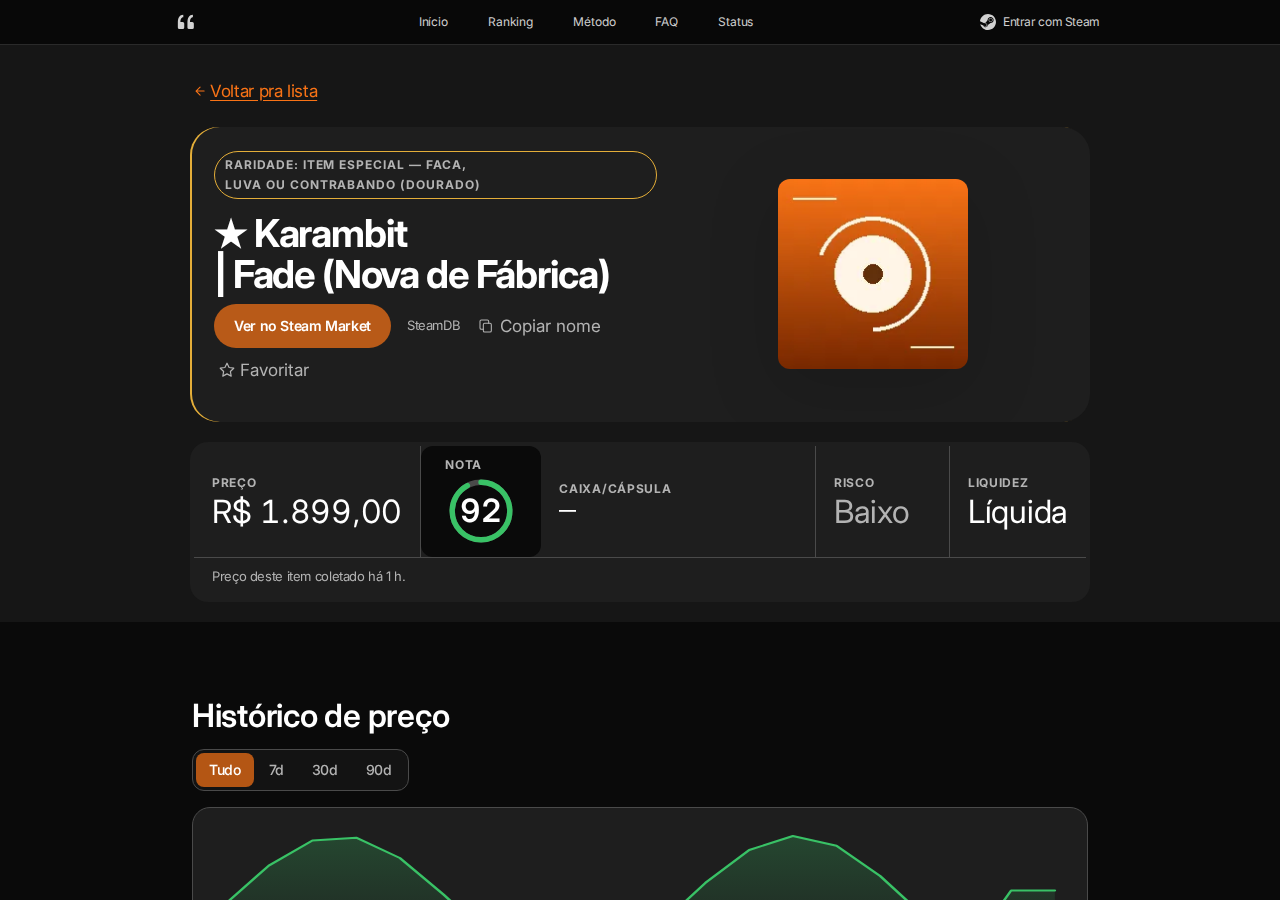 Início Ranking Método FAQ Status Entrar com Steam
← Voltar pra lista
RARIDADE: ITEM ESPECIAL — FACA,
LUVA OU CONTRABANDO (DOURADO)
★ Karambit
| Fade (Nova de Fábrica)
Ver no Steam Market SteamDB Copiar nome
Favoritar
PREÇO
R$ 1.899,00
NOTA
92
CAIXA/CÁPSULA
—
RISCO
Baixo
LIQUIDEZ
Líquida
Preço deste item coletado há 1 h.
Histórico de preço
Tudo 7d 30d 90d